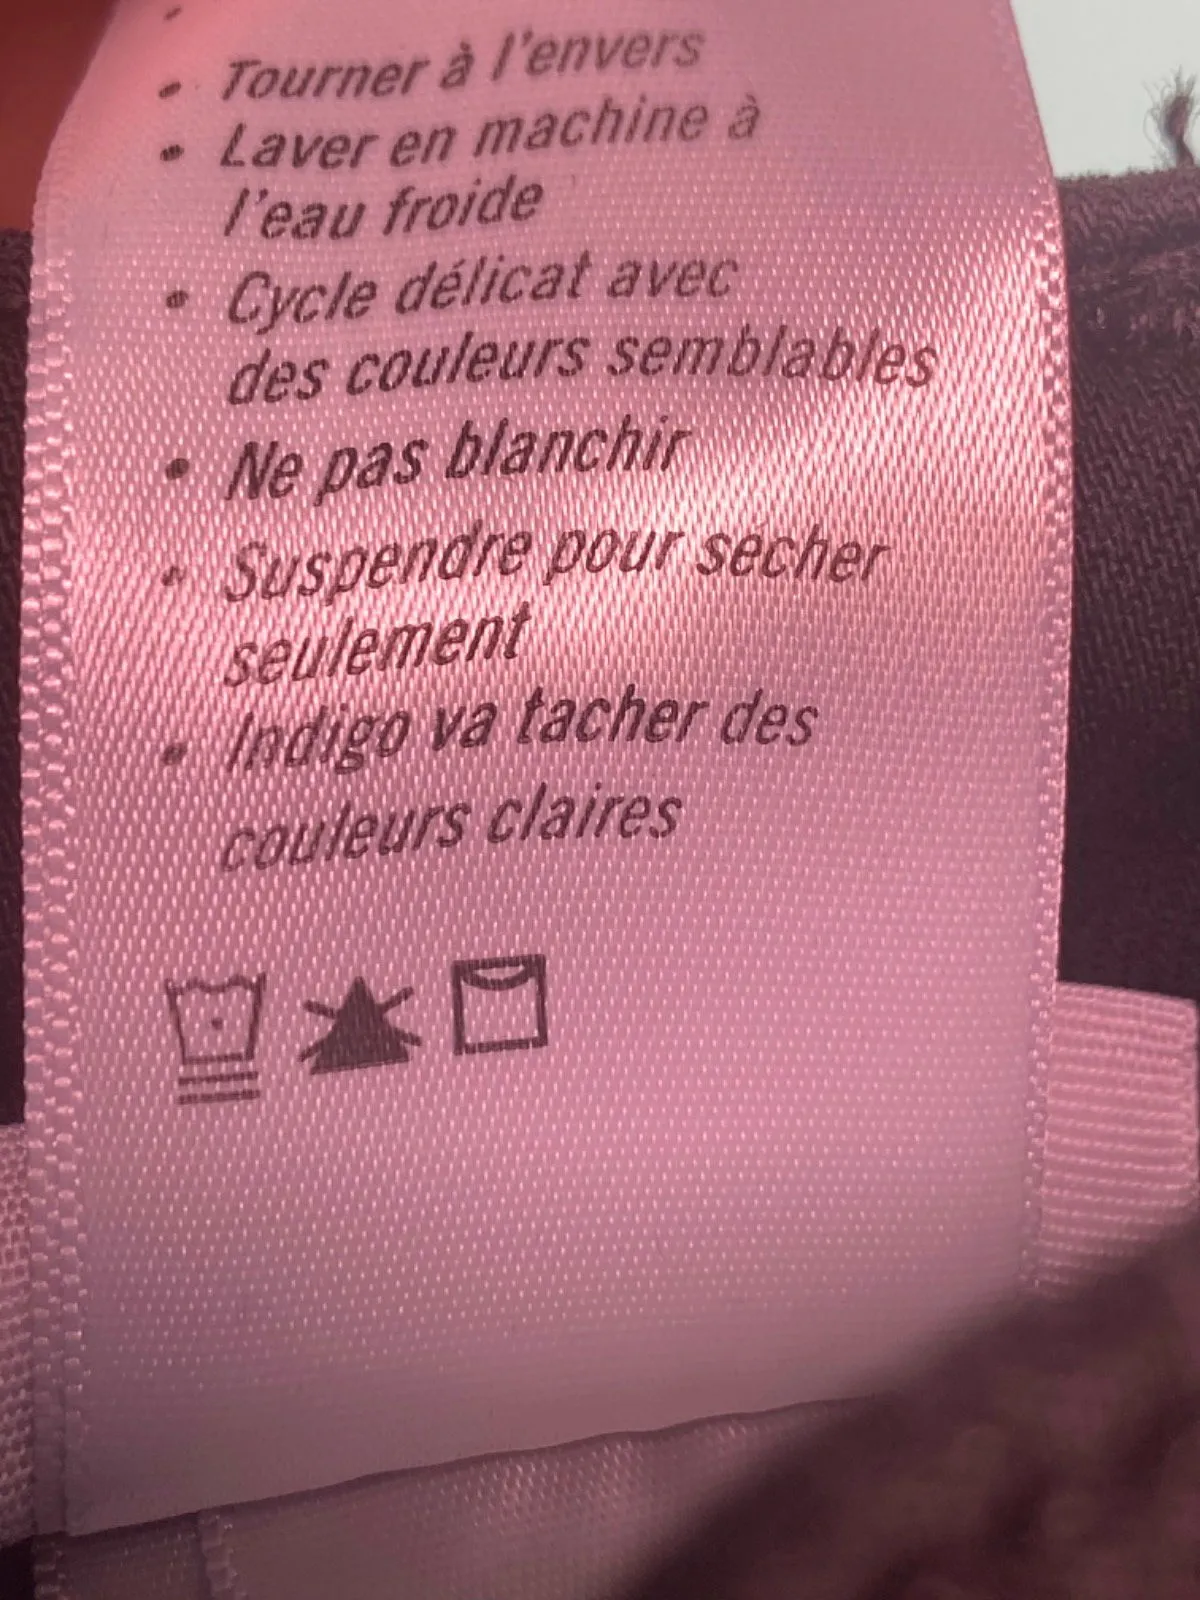 • Tourner à l'envers
• Laver en machine à
l'eau froide
• Cycle délicat avec
des couleurs semblables
• Ne pas blanchir
• Suspendre pour sécher
seulement
• Indigo va tacher des
couleurs claires